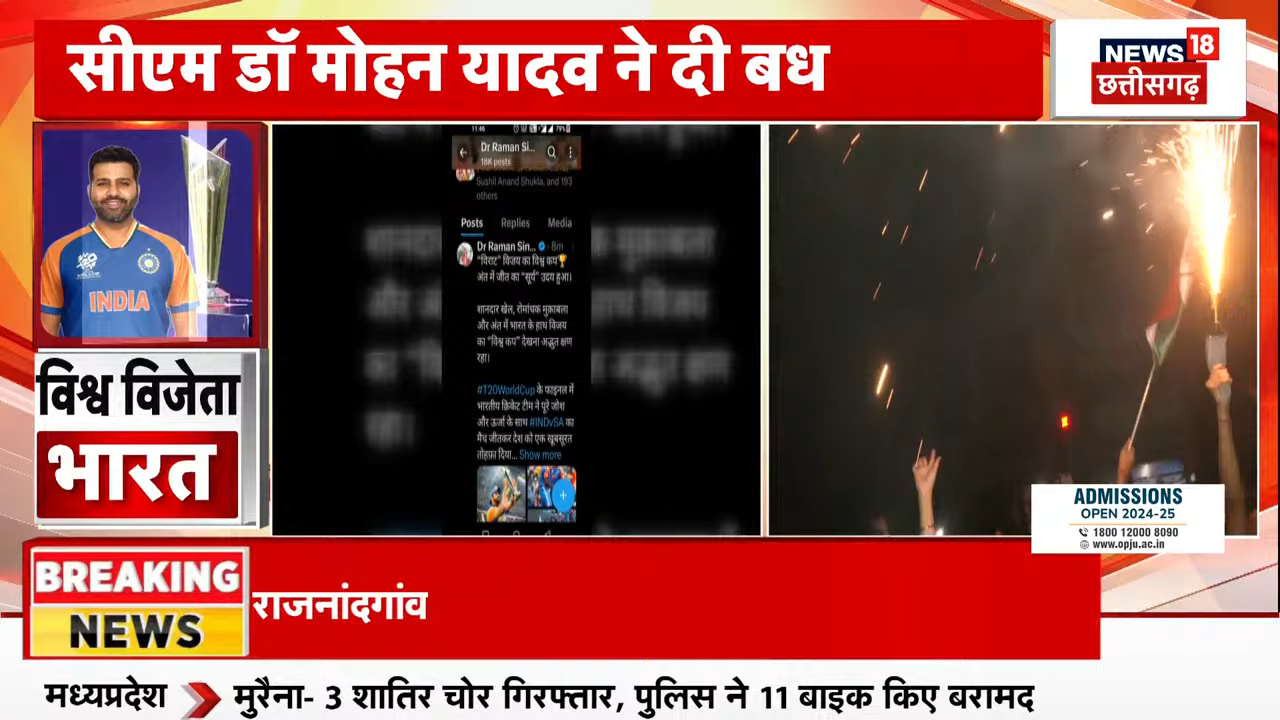 सीएम डॉ मोहन यादव ने दी बध
NEWS 18
छत्तीसगढ़
INDIA
विश्व विजेता
भारत
11:46
79%
Dr Raman Si...
18K posts
Sushil Anand Shukla, and 193
others
Posts Replies Media
Dr Raman Sin... · 8m
"विराट" विजय का विश्व कप🏆
अंत में जीत का "सूर्य" उदय हुआ।
शानदार खेल, रोमांचक मुक़ाबला
और अंत में भारत के हाथ विजय
का "विश्व कप" देखना अद्भुत क्षण
रहा।
#T20WorldCup के फाइनल में
भारतीय क्रिकेट टीम ने पूरे जोश
और ऊर्जा के साथ #INDvSA का
मैच जीतकर देश को एक खूबसूरत
तोहफ़ा दिया... Show more
ADMISSIONS
OPEN 2024-25
1800 12000 8090
www.opju.ac.in
BREAKING
NEWS
राजनांदगांव
मध्यप्रदेश
मुरैना- 3 शातिर चोर गिरफ्तार, पुलिस ने 11 बाइक किए बरामद